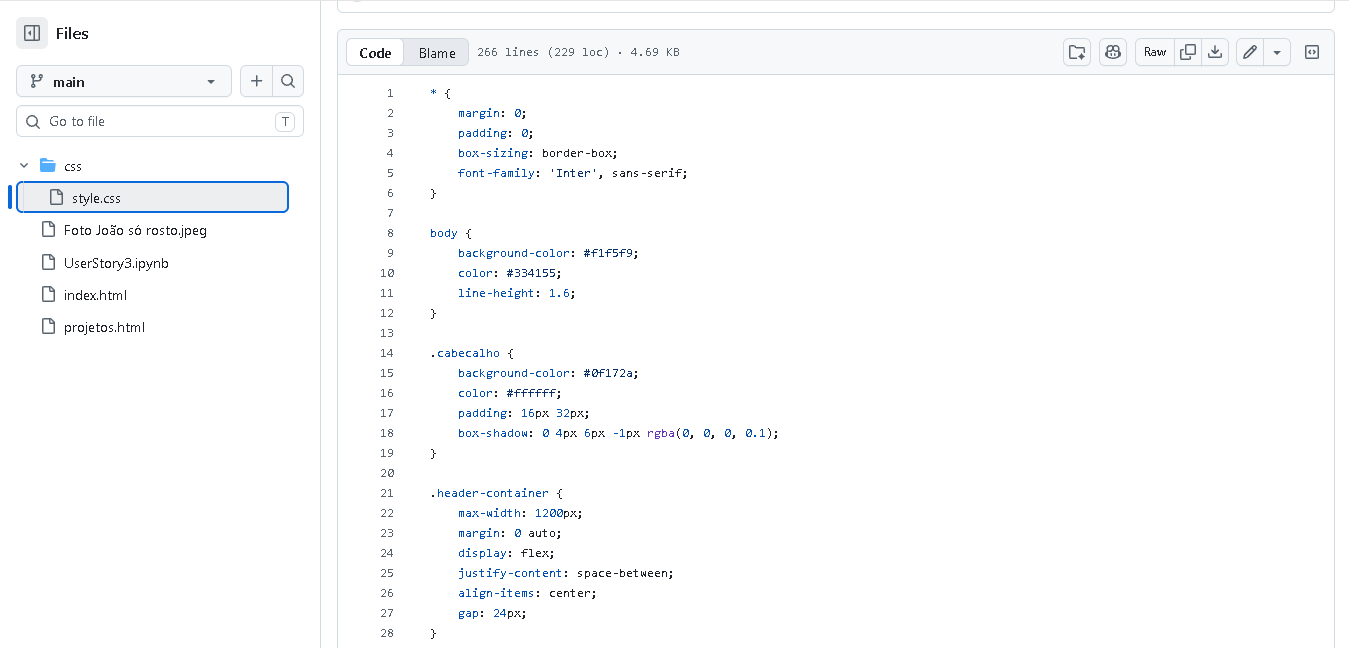 Files
main
Go to file T
css
style.css
Foto João só rosto.jpeg
UserStory3.ipynb
index.html
projetos.html
Code Blame 266 lines (229 loc) · 4.69 KB Raw
1 * {
2 margin: 0;
3 padding: 0;
4 box-sizing: border-box;
5 font-family: 'Inter', sans-serif;
6 }
7
8 body {
9 background-color: #f1f5f9;
10 color: #334155;
11 line-height: 1.6;
12 }
13
14 .cabecalho {
15 background-color: #0f172a;
16 color: #ffffff;
17 padding: 16px 32px;
18 box-shadow: 0 4px 6px -1px rgba(0, 0, 0, 0.1);
19 }
20
21 .header-container {
22 max-width: 1200px;
23 margin: 0 auto;
24 display: flex;
25 justify-content: space-between;
26 align-items: center;
27 gap: 24px;
28 }